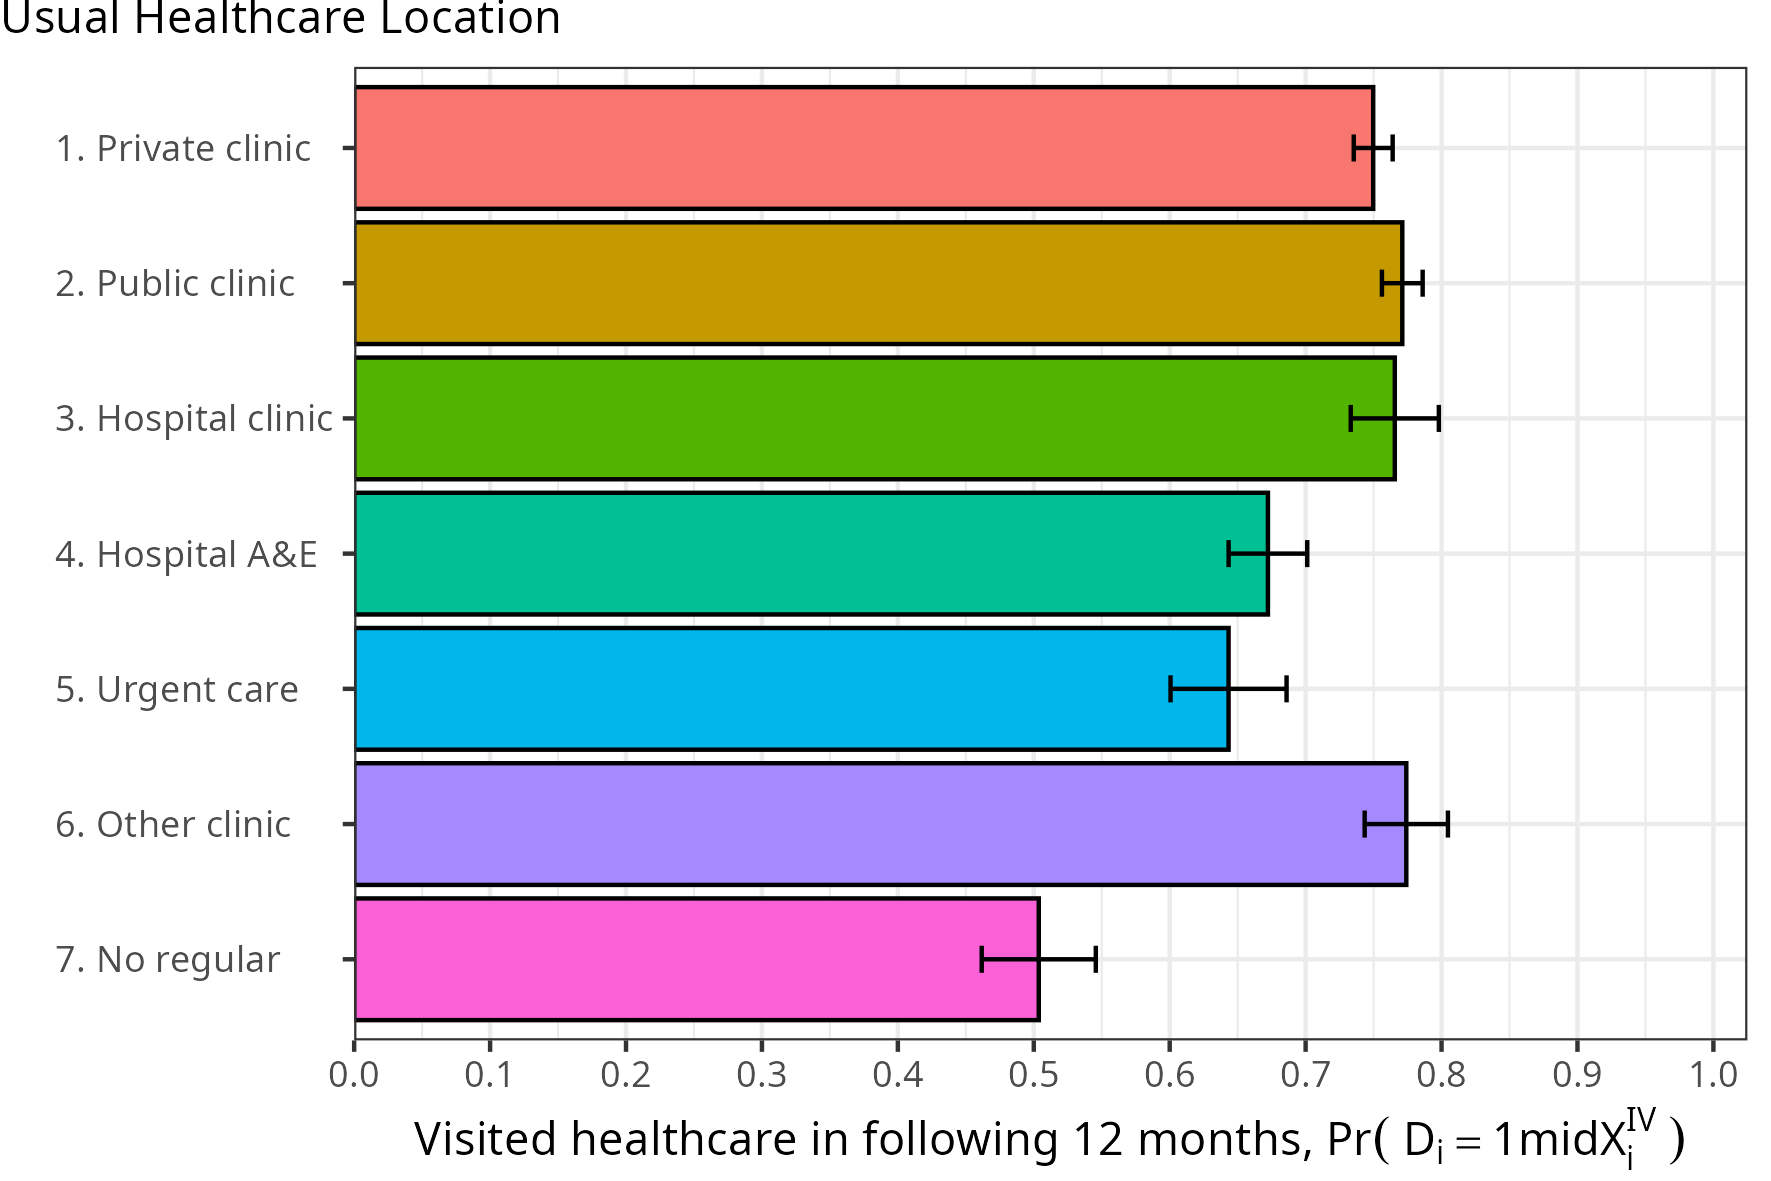 Usual Healthcare Location
1. Private clinic
2. Public clinic
3. Hospital clinic
4. Hospital A&E
5. Urgent care
6. Other clinic
7. No regular
0.0 0.1 0.2 0.3 0.4 0.5 0.6 0.7 0.8 0.9 1.0
Visited healthcare in following 12 months, Pr( Dᵢ = 1midXᵢᴵⱽ )